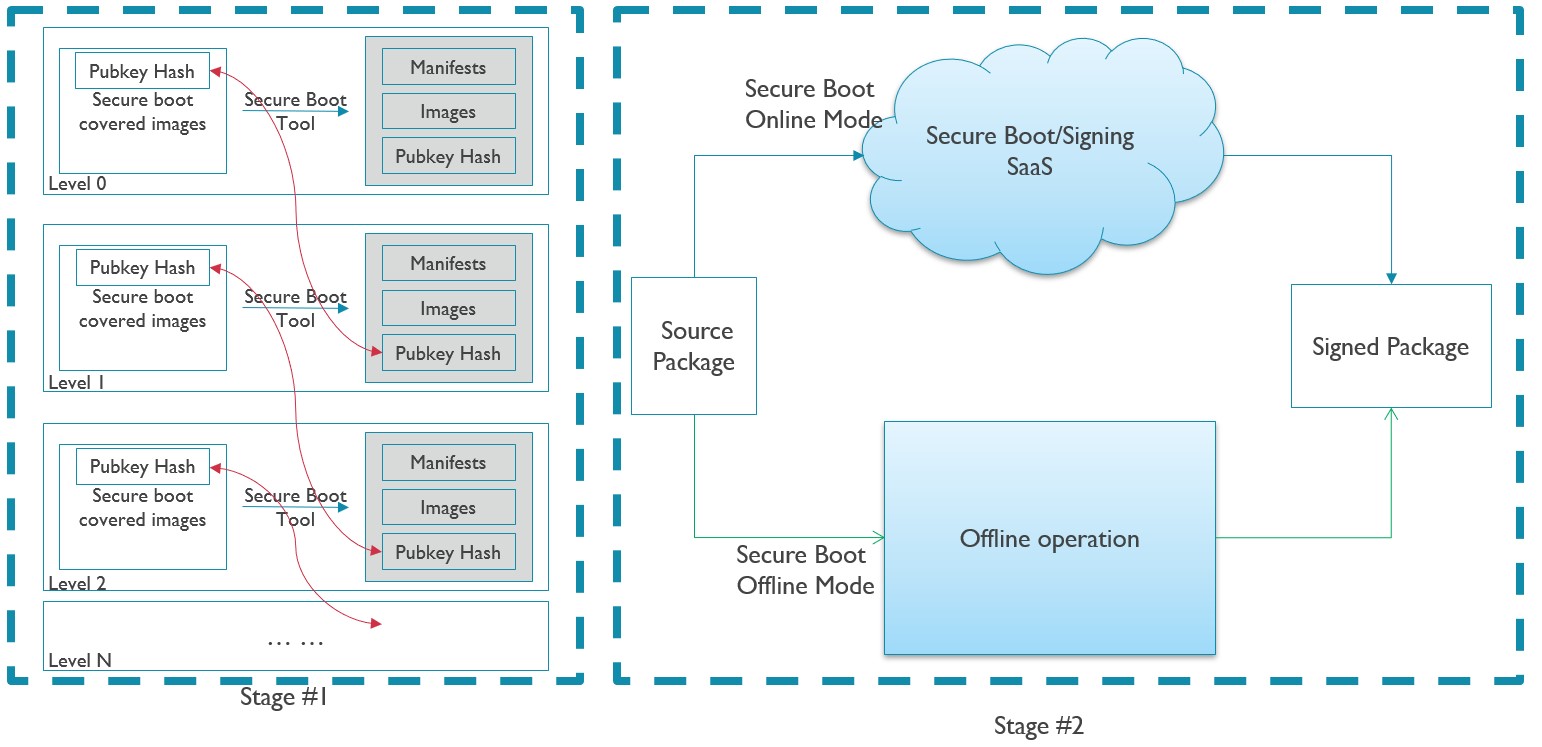 Pubkey Hash
Secure boot
covered images
Secure Boot
Tool
Manifests
Images
Pubkey Hash
Level 0
Pubkey Hash
Secure boot
covered images
Secure Boot
Tool
Manifests
Images
Pubkey Hash
Level 1
Pubkey Hash
Secure boot
covered images
Secure Boot
Tool
Manifests
Images
Pubkey Hash
Level 2
... ...
Level N
Stage #1
Secure Boot
Online Mode
Secure Boot/Signing
SaaS
Source
Package
Signed Package
Secure Boot
Offline Mode
Offline operation
Stage #2